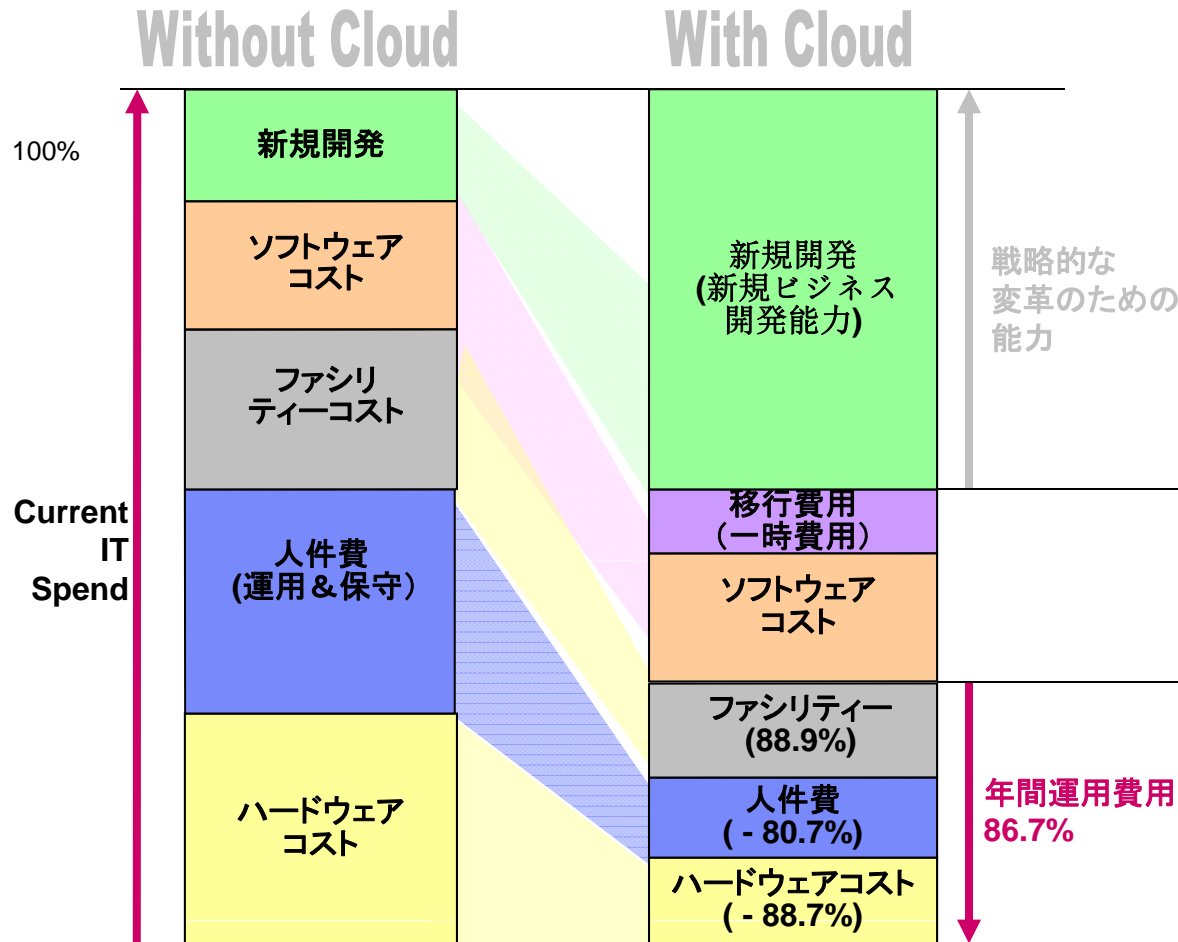 Without Cloud
With Cloud
100%
Current
IT
Spend
新規開発
ソフトウェア
コスト
ファシリ
ティーコスト
人件費
(運用＆保守）
ハードウェア
コスト
新規開発
(新規ビジネス
開発能力)
移行費用
（一時費用）
ソフトウェア
コスト
ファシリティー
(88.9%)
人件費
( - 80.7%)
ハードウェアコスト
( - 88.7%)
戦略的な
変革のための
能力
年間運用費用
86.7%